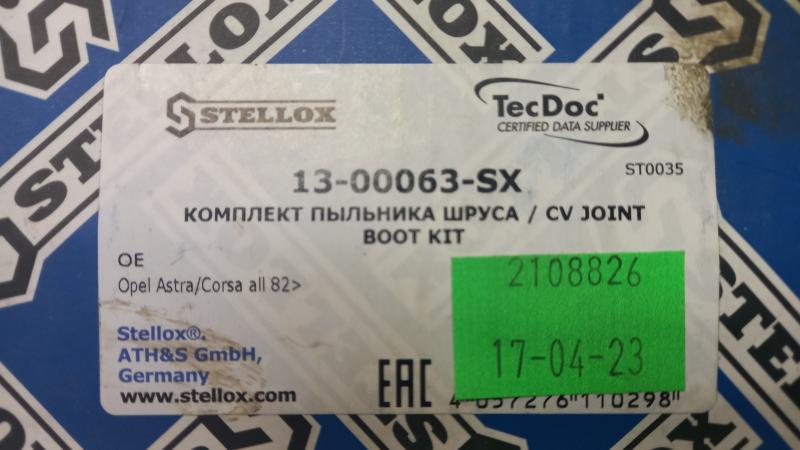 STELLOX
TecDoc
CERTIFIED DATA SUPPLIER
ST0035
13-00063-SX
КОМПЛЕКТ ПЫЛЬНИКА ШРУСА / CV JOINT
BOOT KIT
OE
Opel Astra/Corsa all 82>
2108826
17-04-23
Stellox®.
ATH&S GmbH,
Germany
www.stellox.com
EAC
4 057276 110298